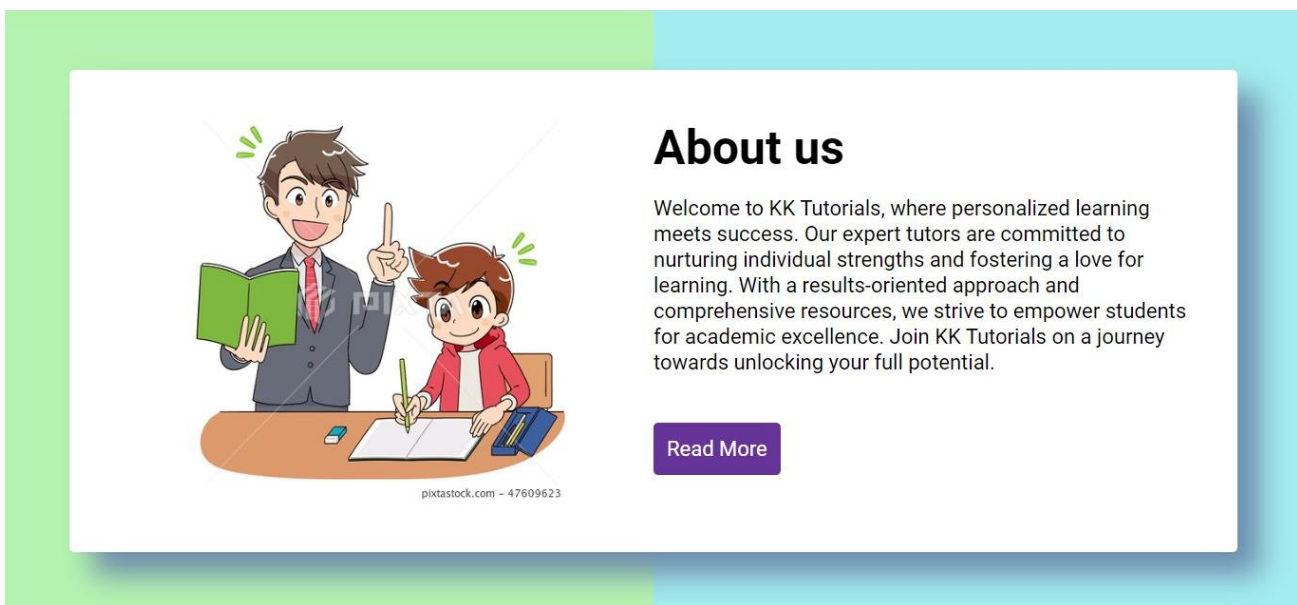 About us
Welcome to KK Tutorials, where personalized learning
meets success. Our expert tutors are committed to
nurturing individual strengths and fostering a love for
learning. With a results-oriented approach and
comprehensive resources, we strive to empower students
for academic excellence. Join KK Tutorials on a journey
towards unlocking your full potential.
Read More
PIXTA
pixtastock.com - 47609623